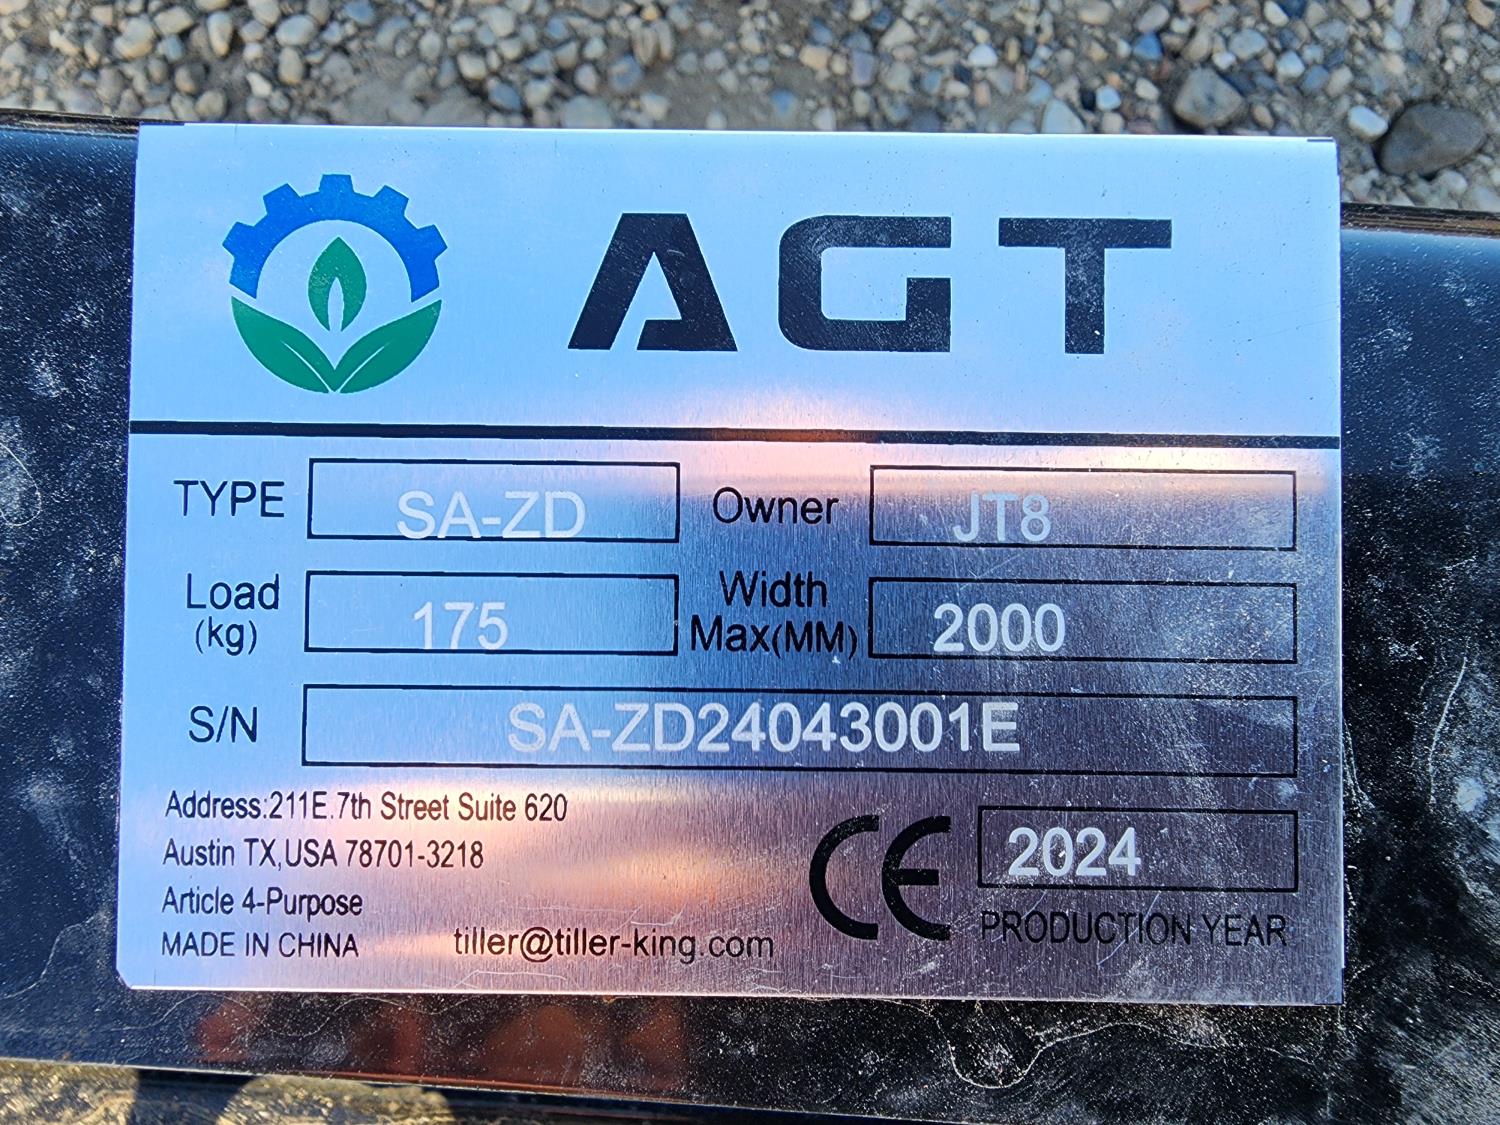 AGT
TYPE SA-ZD Owner JT8
Load (kg) 175 Width Max(MM) 2000
S/N SA-ZD24043001E
Address:211E.7th Street Suite 620
Austin TX,USA 78701-3218
Article 4-Purpose
MADE IN CHINA tiller@tiller-king.com
CE 2024
PRODUCTION YEAR